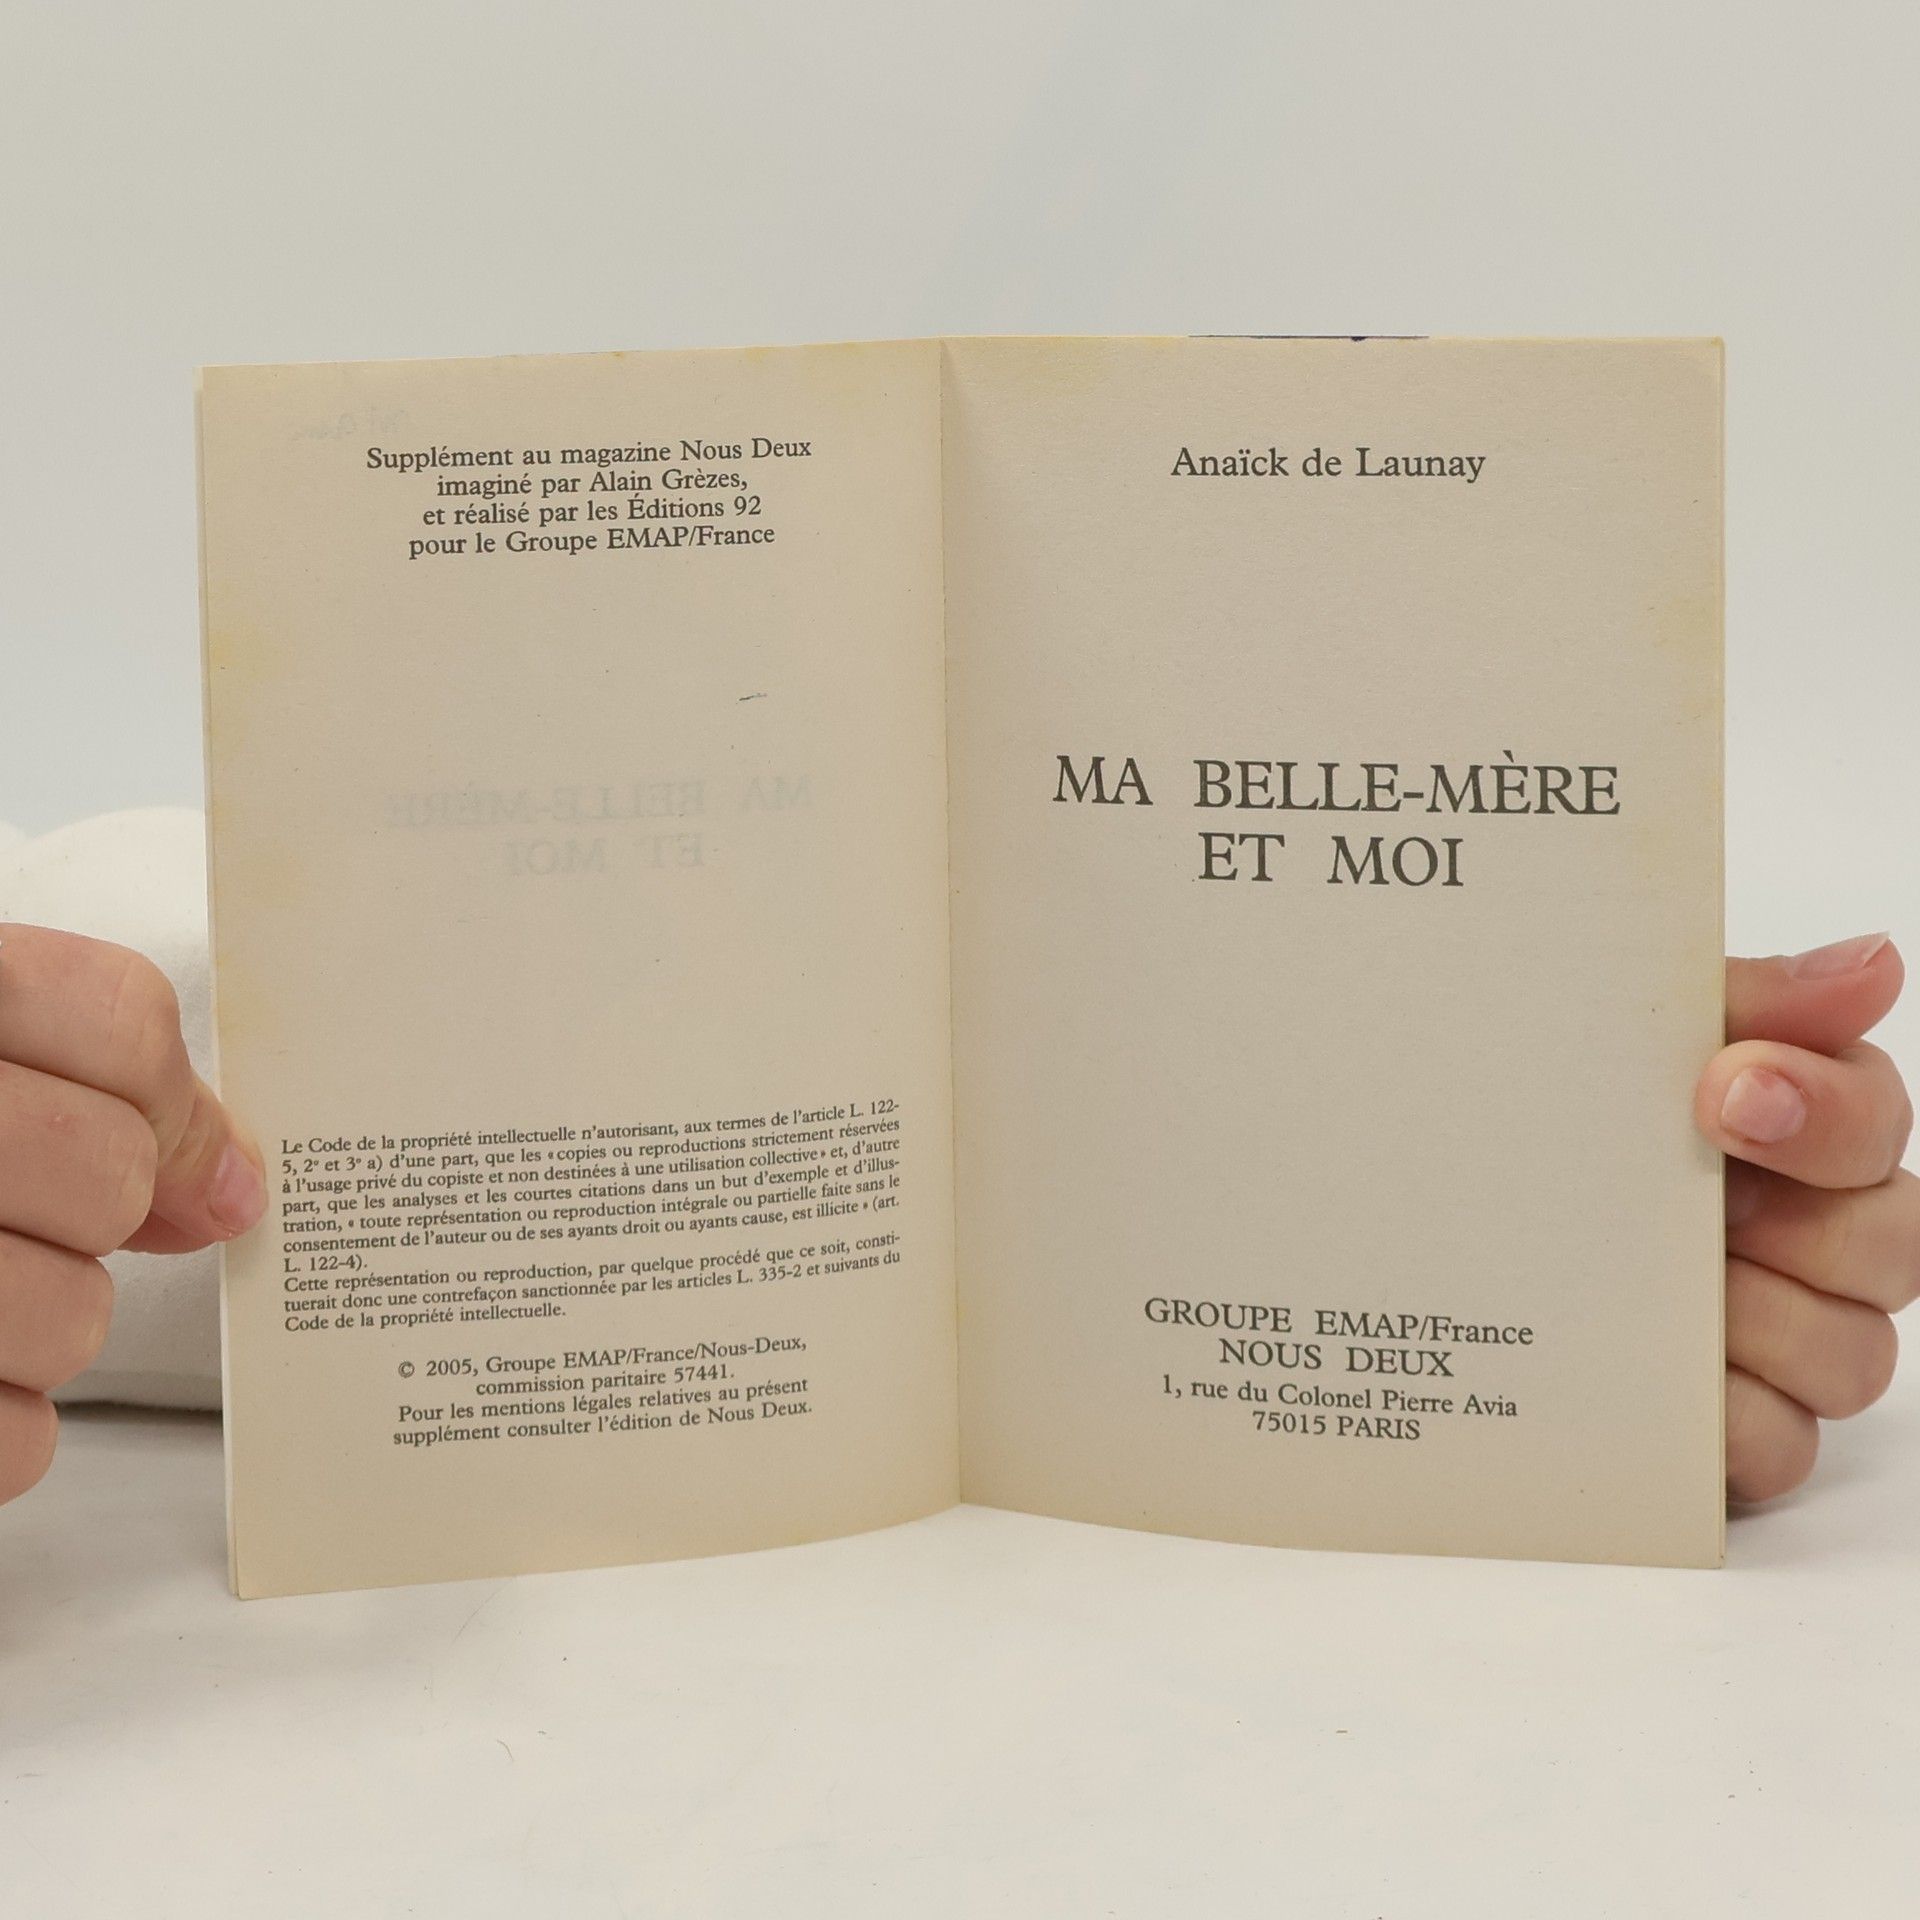 Supplément au magazine Nous Deux
imaginé par Alain Grèzes,
et réalisé par les Éditions 92
pour le Groupe EMAP/France
Le Code de la propriété intellectuelle n'autorisant, aux termes de l'article L. 122-
5, 2° et 3° a) d'une part, que les « copies ou reproductions strictement réservées
à l'usage privé du copiste et non destinées à une utilisation collective » et, d'autre
part, que les analyses et les courtes citations dans un but d'exemple et d'illus-
tration, « toute représentation ou reproduction intégrale ou partielle faite sans le
consentement de l'auteur ou de ses ayants droit ou ayants cause, est illicite » (art.
L. 122-4).
Cette représentation ou reproduction, par quelque procédé que ce soit, consti-
tuerait donc une contrefaçon sanctionnée par les articles L. 335-2 et suivants du
Code de la propriété intellectuelle.
© 2005, Groupe EMAP/France/Nous-Deux,
commission paritaire 57441.
Pour les mentions légales relatives au présent
supplément consulter l'édition de Nous Deux.
Anaïck de Launay
MA BELLE-MÈRE
ET MOI
GROUPE EMAP/France
NOUS DEUX
1, rue du Colonel Pierre Avia
75015 PARIS